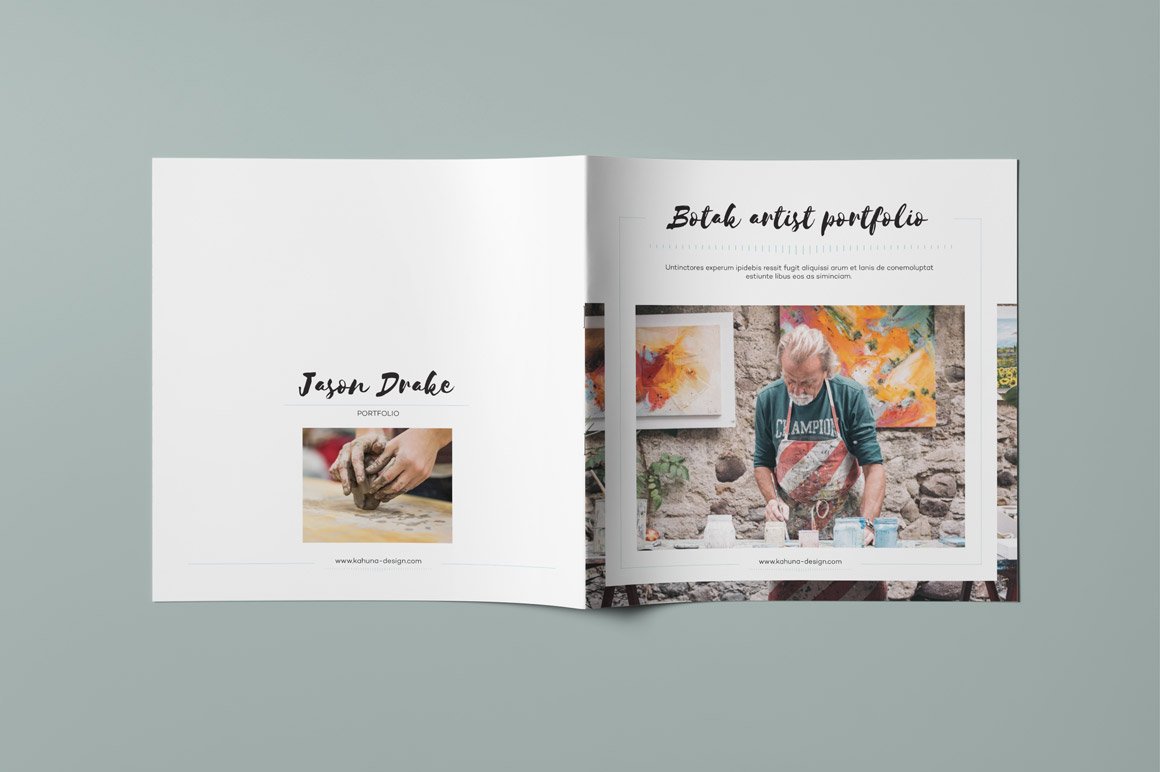 Jason Drake
PORTFOLIO
www.kahuna-design.com
Botak artist portfolio
Untinctores experum ipidebis ressit fugit aliquissi arum et lanis de conemoluptat
estiunte libus eos as siminciam.
CHAMPION
www.kahuna-design.com